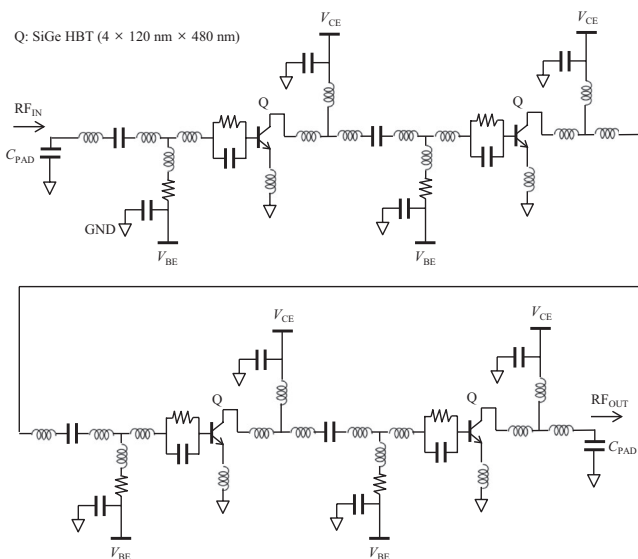 Q: SiGe HBT (4 × 120 nm × 480 nm)
V_CE
V_CE
RF_IN
Q
Q
C_PAD
GND
V_BE
V_BE
V_CE
V_CE
Q
Q
RF_OUT
C_PAD
V_BE
V_BE